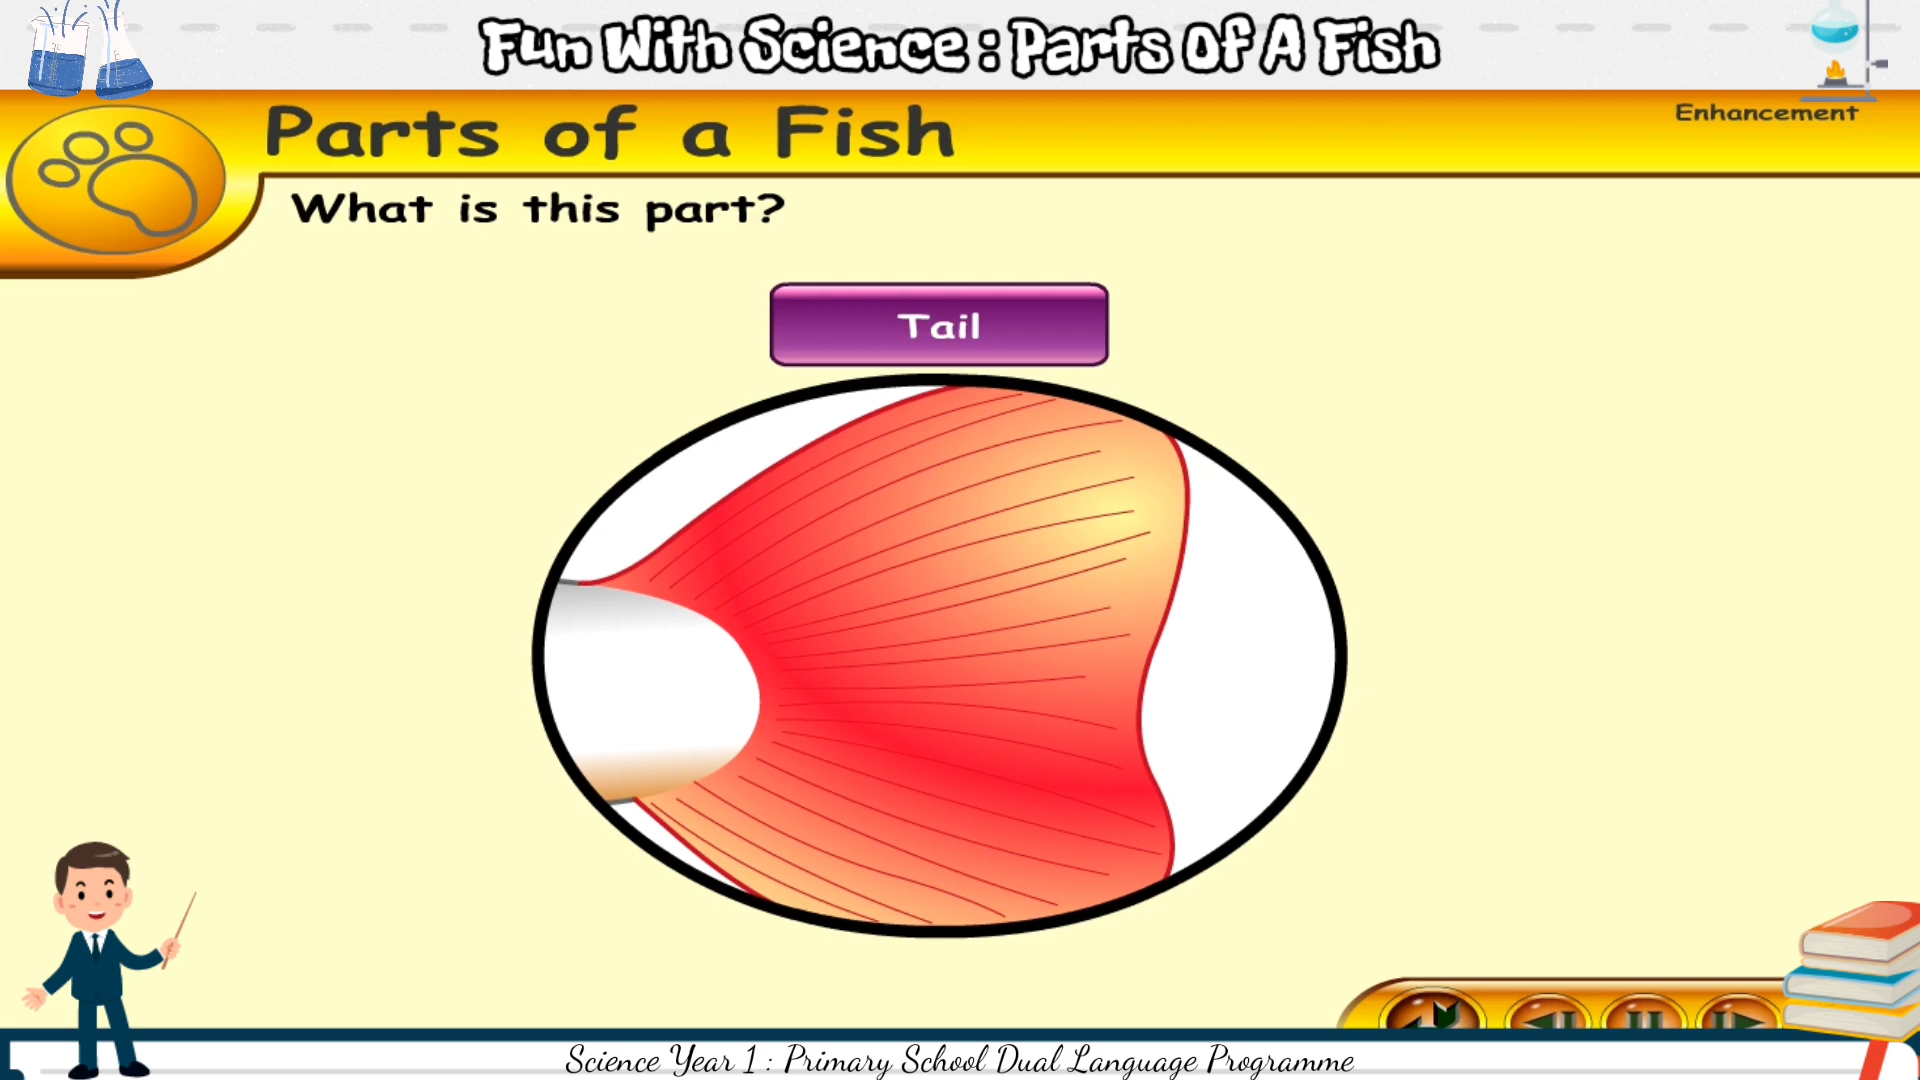 Fun With Science : Parts Of A Fish
Parts of a Fish
Enhancement
What is this part?
Tail
Science Year 1 : Primary School Dual Language Programme